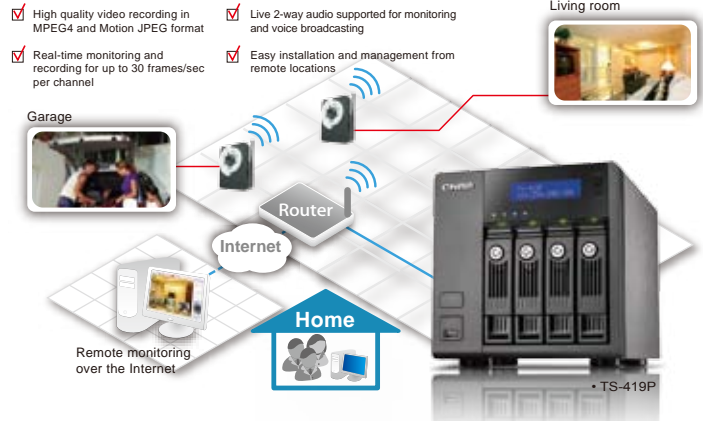 High quality video recording in
MPEG4 and Motion JPEG format
Real-time monitoring and
recording for up to 30 frames/sec
per channel
Live 2-way audio supported for monitoring
and voice broadcasting
Easy installation and management from
remote locations
Living room
Garage
Router
Internet
Home
Remote monitoring
over the Internet
• TS-419P